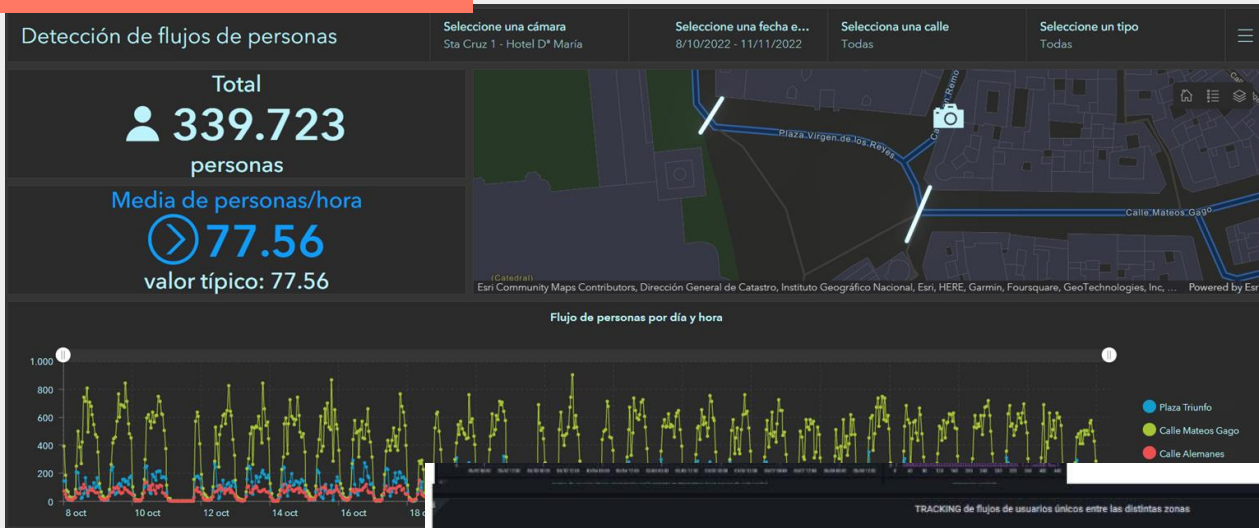 Detección de flujos de personas
Seleccione una cámara
Sta Cruz 1 - Hotel Dª María
Seleccione una fecha e...
8/10/2022 - 11/11/2022
Selecciona una calle
Todas
Seleccione un tipo
Todas
Total
339.723
personas
Media de personas/hora
77.56
valor típico: 77.56
Plaza Virgen de los Reyes
Calle Mateos Gago
(Catedral)
Esri Community Maps Contributors, Dirección General de Catastro, Instituto Geográfico Nacional, Esri, HERE, Garmin, Foursquare, GeoTechnologies, Inc, ...
Powered by Esri
Flujo de personas por día y hora
1.000
800
600
400
200
0
8 oct
10 oct
12 oct
14 oct
16 oct
18
Plaza Triunfo
Calle Mateos Gago
Calle Alemanes
TRACKING de flujos de usuarios únicos entre las distintas zonas